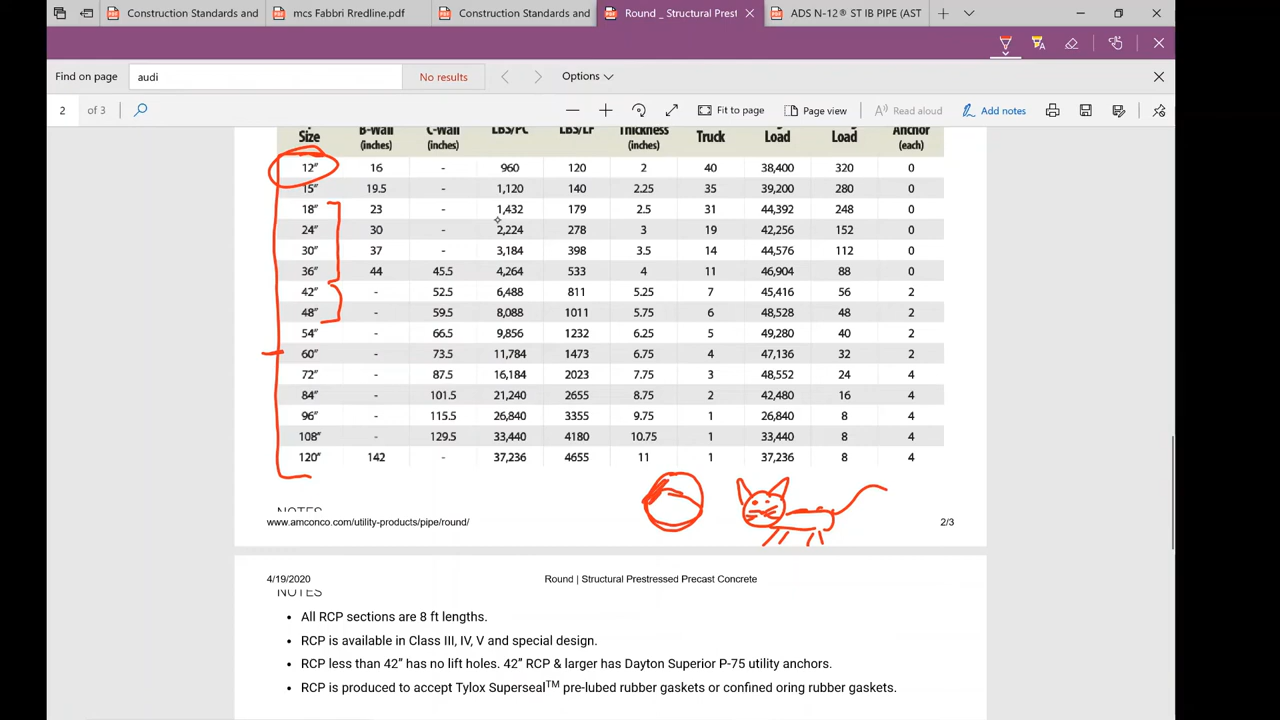 Construction Standards and
mcs Fabbri Rredline.pdf
Construction Standards and
Round _ Structural Prest
ADS N-12® ST IB PIPE (AST
Find on page audi No results Options
2 of 3 Fit to page Page view Read aloud Add notes
Size B-Wall (inches) C-Wall (inches) LBS/PC LBS/LF Thickness (inches) Truck Load Load Anchor (each)
12" 16 - 960 120 2 40 38,400 320 0
15" 19.5 - 1,120 140 2.25 35 39,200 280 0
18" 23 - 1,432 179 2.5 31 44,392 248 0
24" 30 - 2,224 278 3 19 42,256 152 0
30" 37 - 3,184 398 3.5 14 44,576 112 0
36" 44 45.5 4,264 533 4 11 46,904 88 0
42" - 52.5 6,488 811 5.25 7 45,416 56 2
48" - 59.5 8,088 1011 5.75 6 48,528 48 2
54" - 66.5 9,856 1232 6.25 5 49,280 40 2
60" - 73.5 11,784 1473 6.75 4 47,136 32 2
72" - 87.5 16,184 2023 7.75 3 48,552 24 4
84" - 101.5 21,240 2655 8.75 2 42,480 16 4
96" - 115.5 26,840 3355 9.75 1 26,840 8 4
108" - 129.5 33,440 4180 10.75 1 33,440 8 4
120" 142 - 37,236 4655 11 1 37,236 8 4
NOTES
www.amconco.com/utility-products/pipe/round/ 2/3
4/19/2020 Round | Structural Prestressed Precast Concrete
NOTES
• All RCP sections are 8 ft lengths.
• RCP is available in Class III, IV, V and special design.
• RCP less than 42" has no lift holes. 42" RCP & larger has Dayton Superior P-75 utility anchors.
• RCP is produced to accept Tylox Superseal™ pre-lubed rubber gaskets or confined oring rubber gaskets.